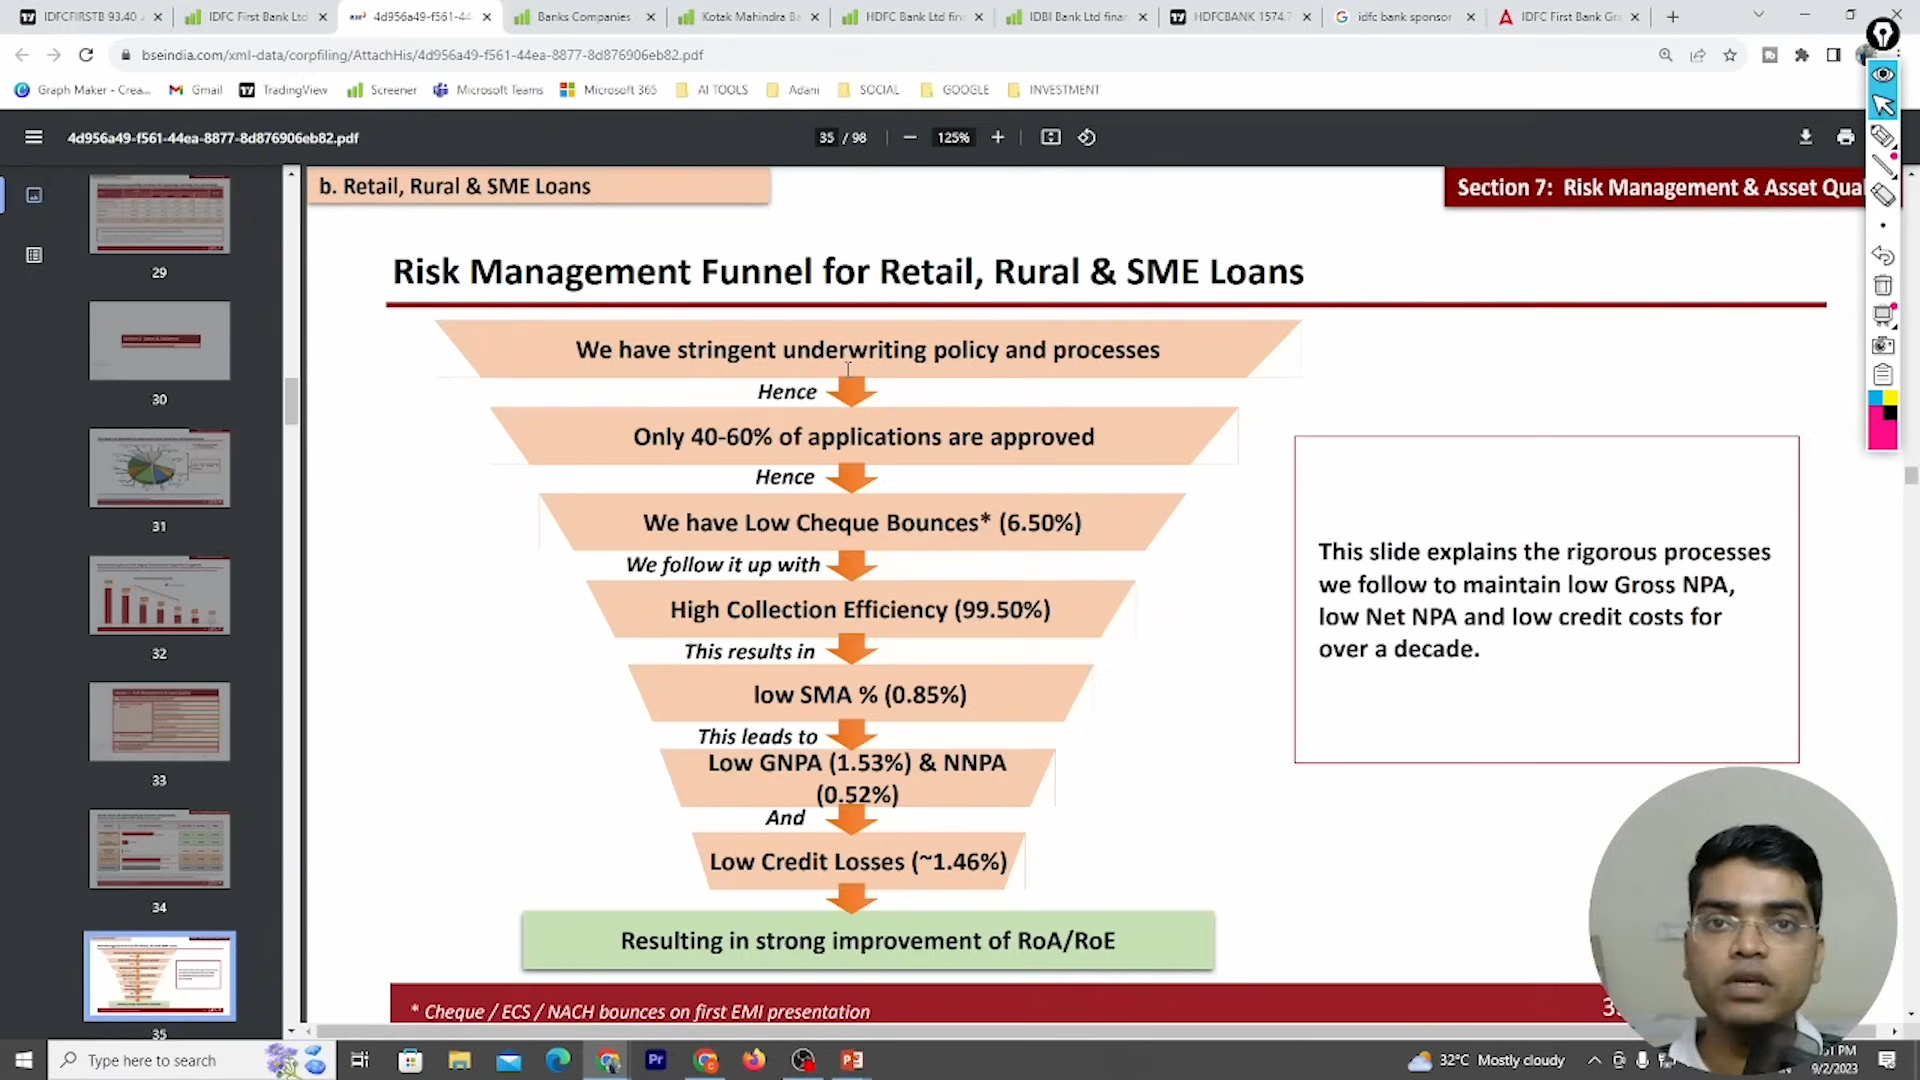 IDFCFIRSTB 93.40
IDFC First Bank Ltd
4d956a49-f561-44
Banks Companies
Kotak Mahindra Ba
HDFC Bank Ltd fin
IDBI Bank Ltd finan
HDFCBANK 1574.7
idfc bank sponsor
IDFC First Bank Gr
bseindia.com/xml-data/corpfiling/AttachHis/4d956a49-f561-44ea-8877-8d876906eb82.pdf
Graph Maker - Crea...
Gmail
TradingView
Screener
Microsoft Teams
Microsoft 365
AI TOOLS
Adani
SOCIAL
GOOGLE
INVESTMENT
4d956a49-f561-44ea-8877-8d876906eb82.pdf
35 / 98
125%
29
30
31
32
33
34
35
b. Retail, Rural & SME Loans
Section 7: Risk Management & Asset Qua
Risk Management Funnel for Retail, Rural & SME Loans
We have stringent underwriting policy and processes
Hence
Only 40-60% of applications are approved
Hence
We have Low Cheque Bounces* (6.50%)
We follow it up with
High Collection Efficiency (99.50%)
This results in
low SMA % (0.85%)
This leads to
Low GNPA (1.53%) & NNPA
(0.52%)
And
Low Credit Losses (~1.46%)
Resulting in strong improvement of RoA/RoE
This slide explains the rigorous processes
we follow to maintain low Gross NPA,
low Net NPA and low credit costs for
over a decade.
* Cheque / ECS / NACH bounces on first EMI presentation
Type here to search
32°C Mostly cloudy
PM
9/2/2023